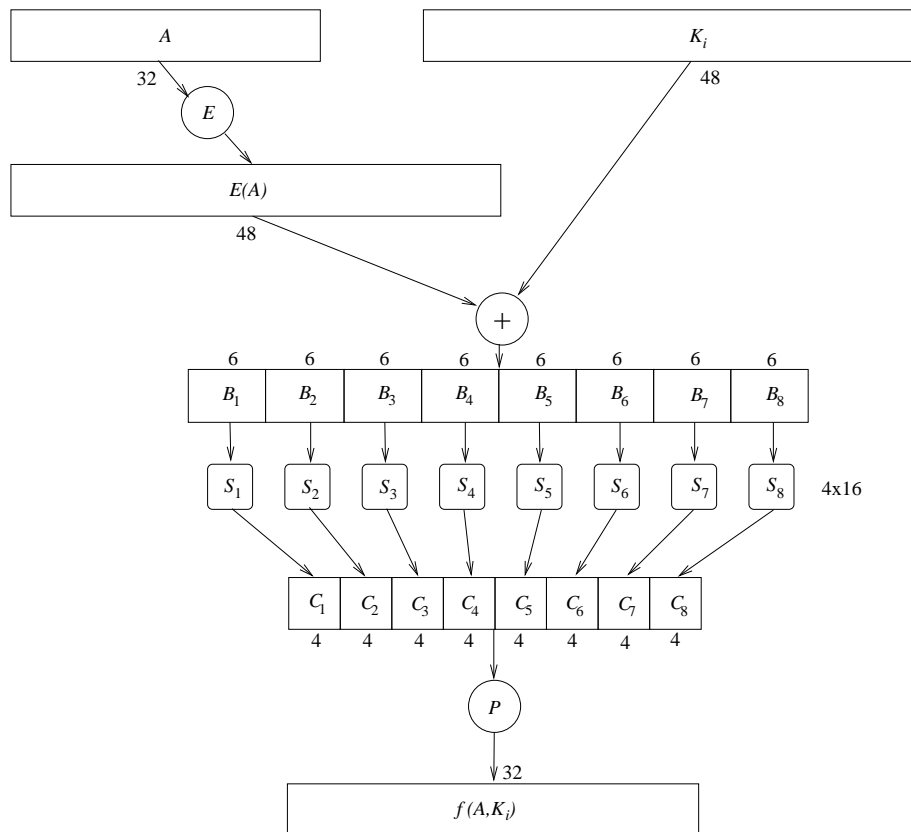 A K_i
32 48
E
E(A)
48
+
6 6 6 6 6 6 6 6
B_1 B_2 B_3 B_4 B_5 B_6 B_7 B_8
S_1 S_2 S_3 S_4 S_5 S_6 S_7 S_8 4x16
C_1 C_2 C_3 C_4 C_5 C_6 C_7 C_8
4 4 4 4 4 4 4 4
P
32
f(A,K_i)